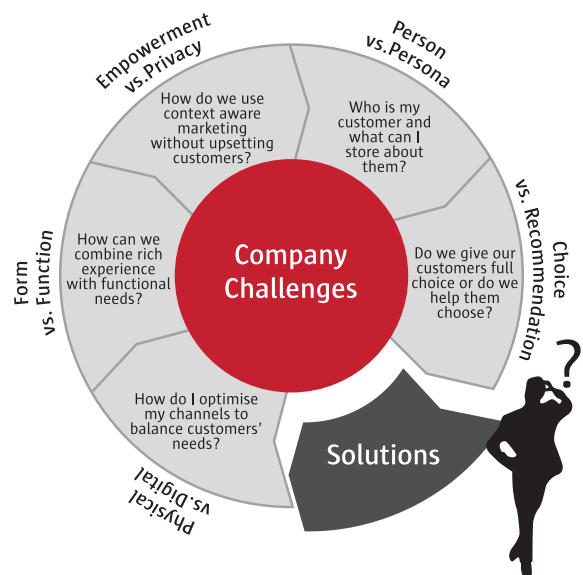 Empowerment
vs.Privacy
How do we use
context aware
marketing
without upsetting
customers?
Person
vs.Persona
Who is my
customer and
what can I
store about
them?
Choice
vs. Recommendation
Do we give our
customers full
choice or do we
help them
choose?
Form
vs. Function
How can we
combine rich
experience
with functional
needs?
Company
Challenges
Physical
vs.Digital
How do I optimise
my channels to
balance customers’
needs?
Solutions
?